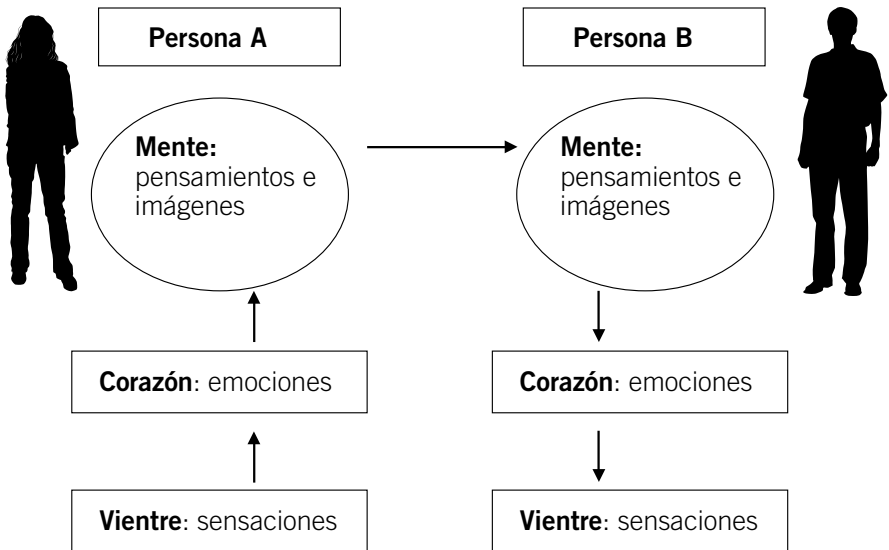 Persona A
Persona B
Mente:
pensamientos e
imágenes
Mente:
pensamientos e
imágenes
Corazón: emociones
Corazón: emociones
Vientre: sensaciones
Vientre: sensaciones